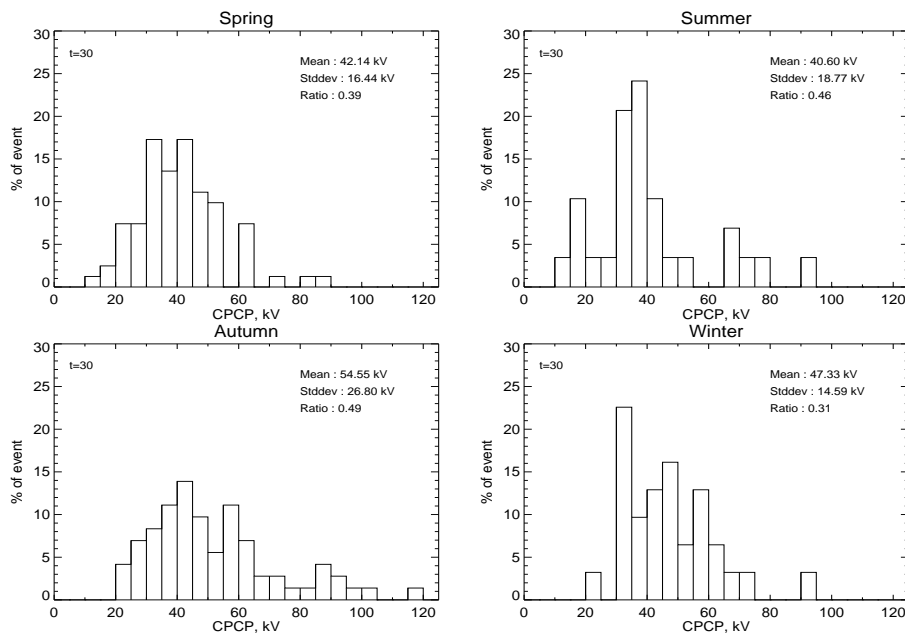 Spring
30
25
20
15
10
5
0
% of event
t=30
Mean : 42.14 kV
Stddev : 16.44 kV
Ratio : 0.39
0 20 40 60 80 100 120
CPCP, kV
Summer
30
25
20
15
10
5
0
% of event
t=30
Mean : 40.60 kV
Stddev : 18.77 kV
Ratio : 0.46
0 20 40 60 80 100 120
CPCP, kV
Autumn
30
25
20
15
10
5
0
% of event
t=30
Mean : 54.55 kV
Stddev : 26.80 kV
Ratio : 0.49
0 20 40 60 80 100 120
CPCP, kV
Winter
30
25
20
15
10
5
0
% of event
t=30
Mean : 47.33 kV
Stddev : 14.59 kV
Ratio : 0.31
0 20 40 60 80 100 120
CPCP, kV